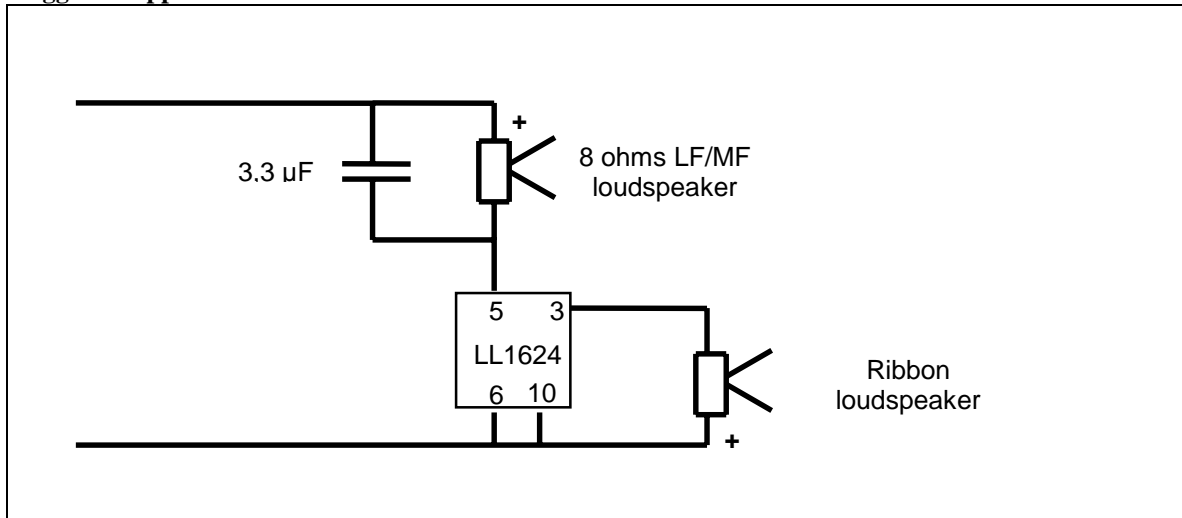 +
8 ohms LF/MF
loudspeaker
3,3 µF
5 3
LL1624
6 10
Ribbon
loudspeaker
+